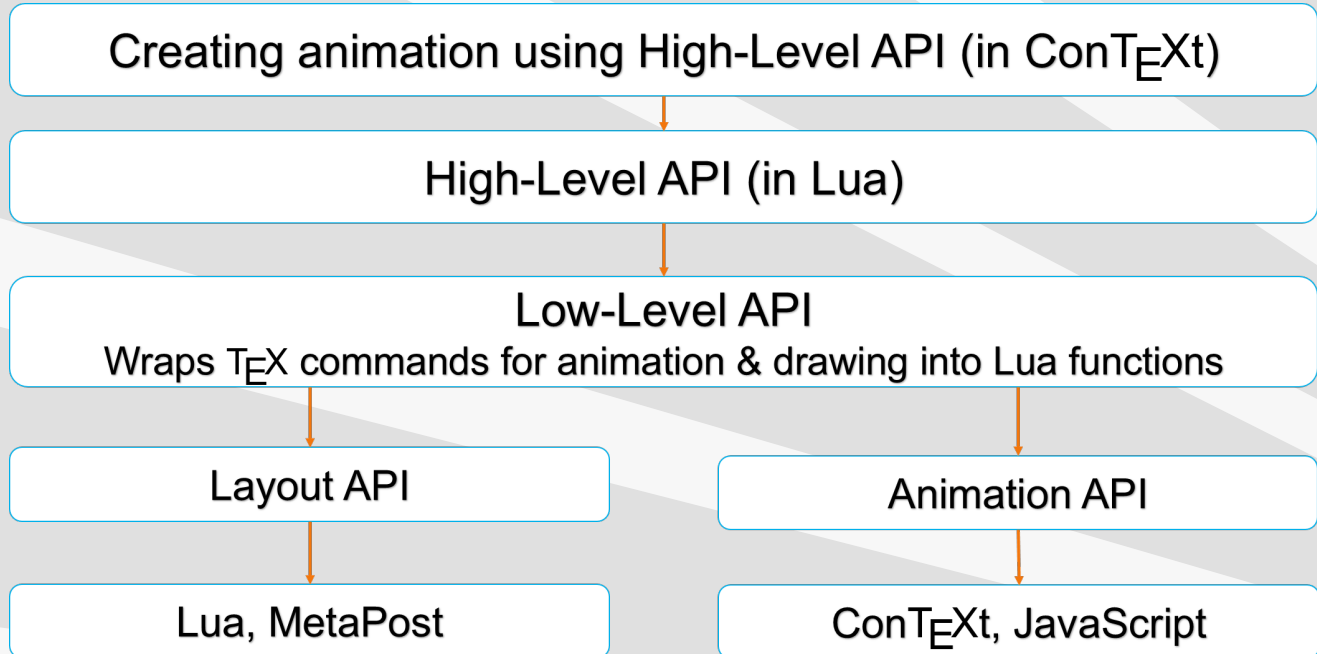 Creating animation using High-Level API (in ConTEXt)
High-Level API (in Lua)
Low-Level API
Wraps TEX commands for animation & drawing into Lua functions
Layout API
Animation API
Lua, MetaPost
ConTEXt, JavaScript